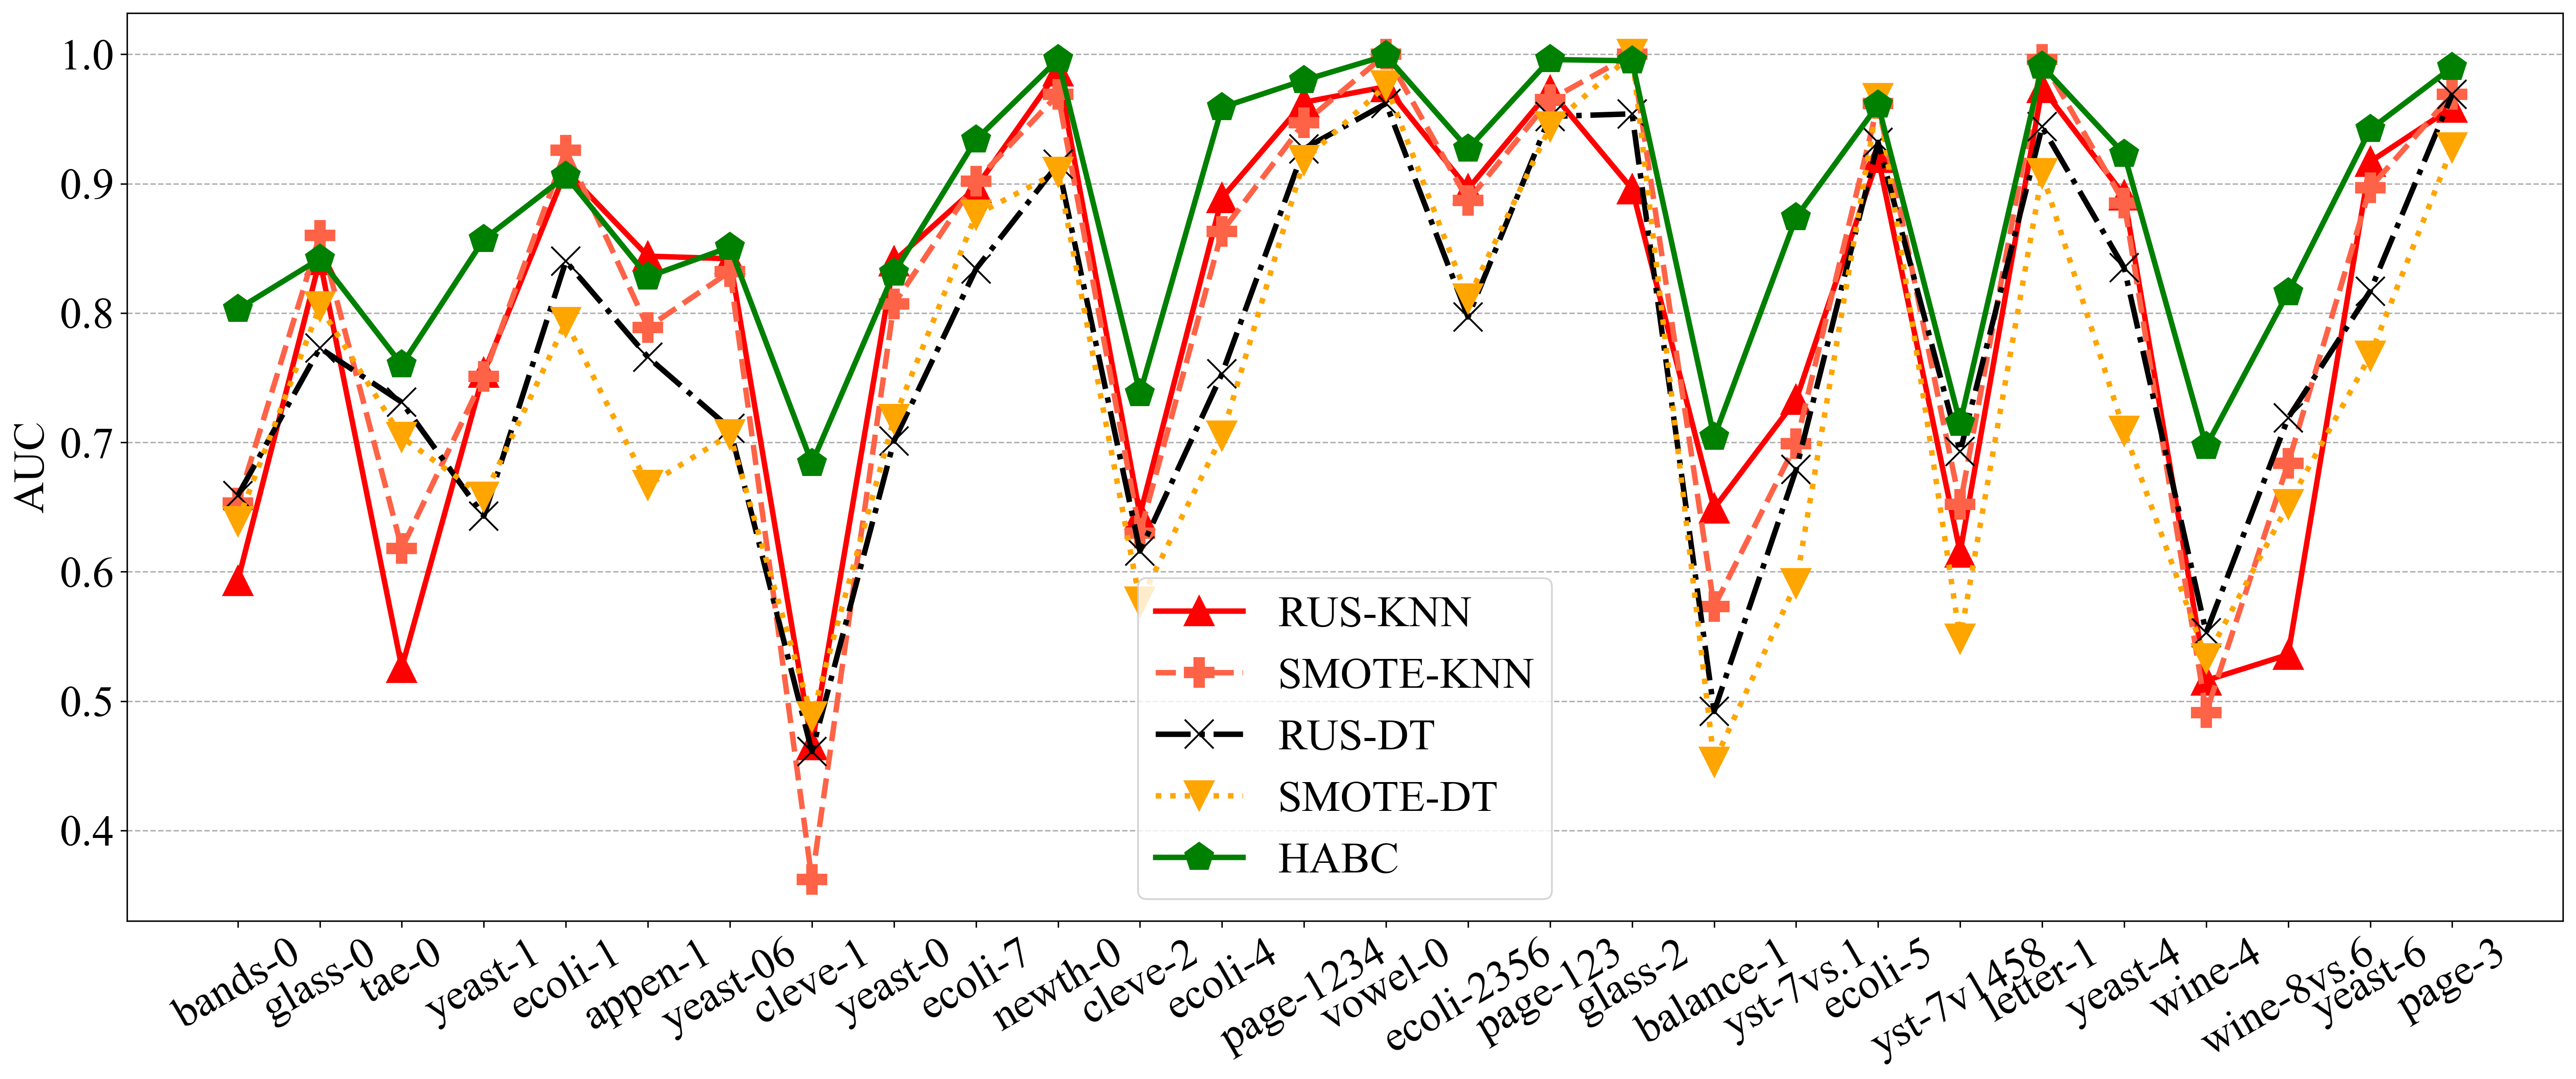 AUC
1.0
0.9
0.8
0.7
0.6
0.5
0.4
RUS-KNN
SMOTE-KNN
RUS-DT
SMOTE-DT
HABC
bands-0
glass-0
tae-0
yeast-1
ecoli-1
appen-1
yeast-06
cleve-1
yeast-0
ecoli-7
newth-0
cleve-2
ecoli-4
page-1234
vowel-0
ecoli-2356
page-123
glass-2
balance-1
yst-7vs.1
ecoli-5
yst-7v1458
letter-1
yeast-4
wine-4
wine-8vs.6
yeast-6
page-3